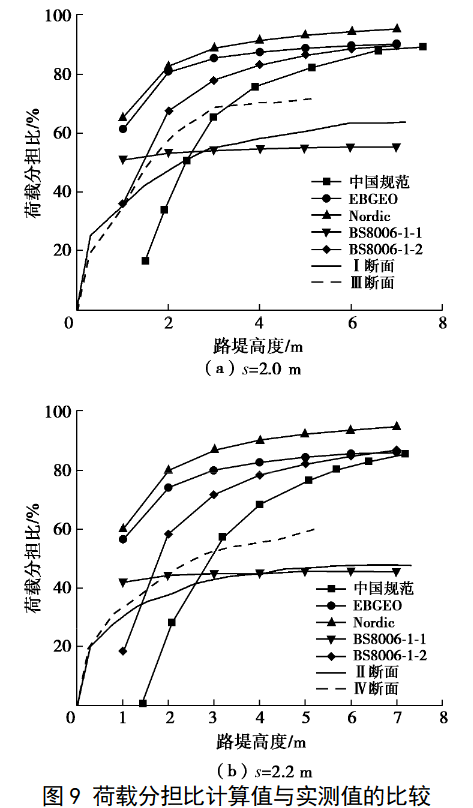 100
80
60
40
20
0
荷载分担比/%
中国规范
EBGEO
Nordic
BS8006-1-1
BS8006-1-2
Ⅰ断面
Ⅲ断面
2 4 6 8
路堤高度/m
(a) s=2.0 m
100
80
60
40
20
0
荷载分担比/%
中国规范
EBGEO
Nordic
BS8006-1-1
BS8006-1-2
Ⅱ断面
Ⅳ断面
1 2 3 4 5 6 7 8
路堤高度/m
(b) s=2.2 m
图 9 荷载分担比计算值与实测值的比较